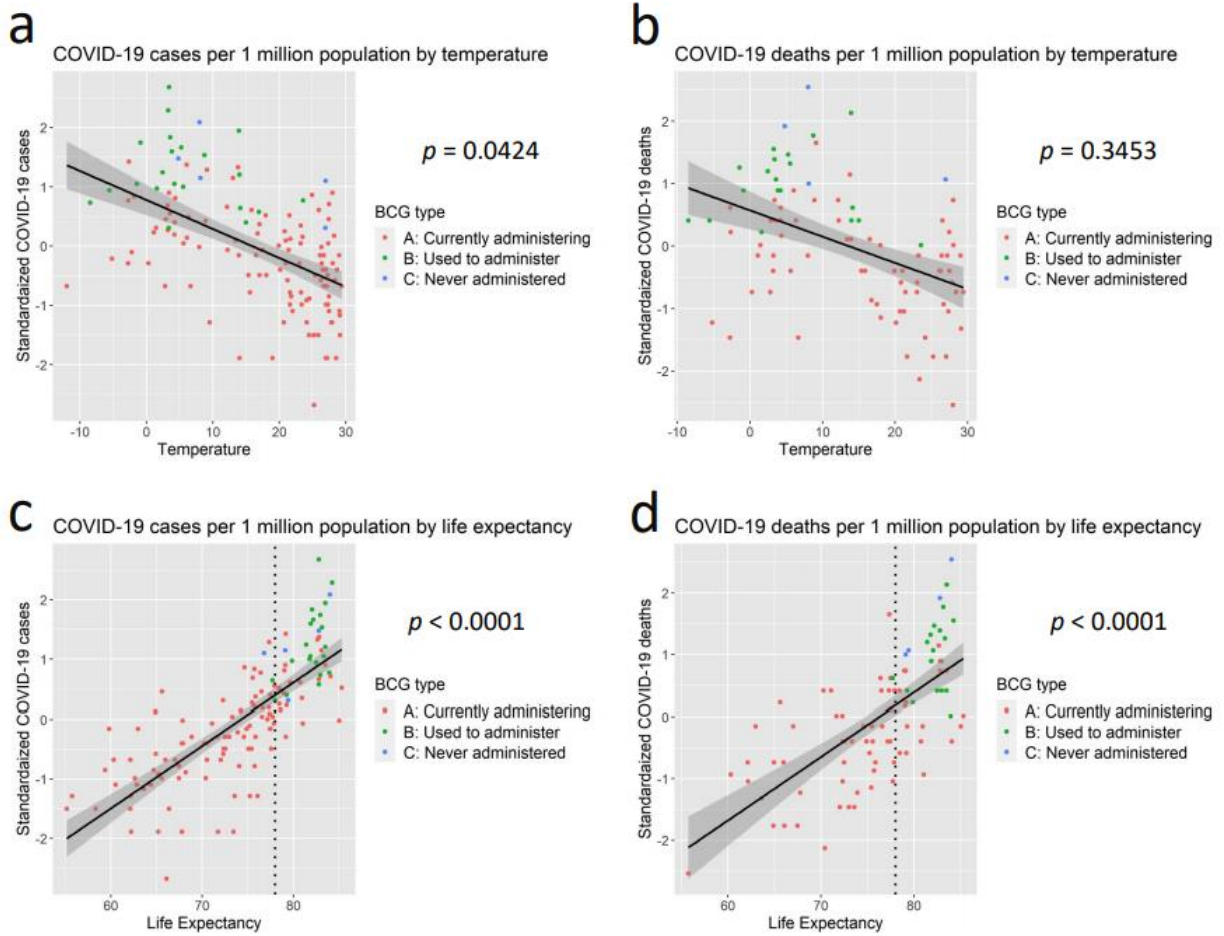 a
COVID-19 cases per 1 million population by temperature
Standardaized COVID-19 cases
2
1
0
-1
-2
-10 0 10 20 30
Temperature
p = 0.0424
BCG type
A: Currently administering
B: Used to administer
C: Never administered
b
COVID-19 deaths per 1 million population by temperature
Standardaized COVID-19 deaths
2
1
0
-1
-2
-10 0 10 20 30
Temperature
p = 0.3453
BCG type
A: Currently administering
B: Used to administer
C: Never administered
c
COVID-19 cases per 1 million population by life expectancy
Standardaized COVID-19 cases
2
1
0
-1
-2
60 70 80
Life Expectancy
p < 0.0001
BCG type
A: Currently administering
B: Used to administer
C: Never administered
d
COVID-19 deaths per 1 million population by life expectancy
Standardaized COVID-19 deaths
2
1
0
-1
-2
60 70 80
Life Expectancy
p < 0.0001
BCG type
A: Currently administering
B: Used to administer
C: Never administered